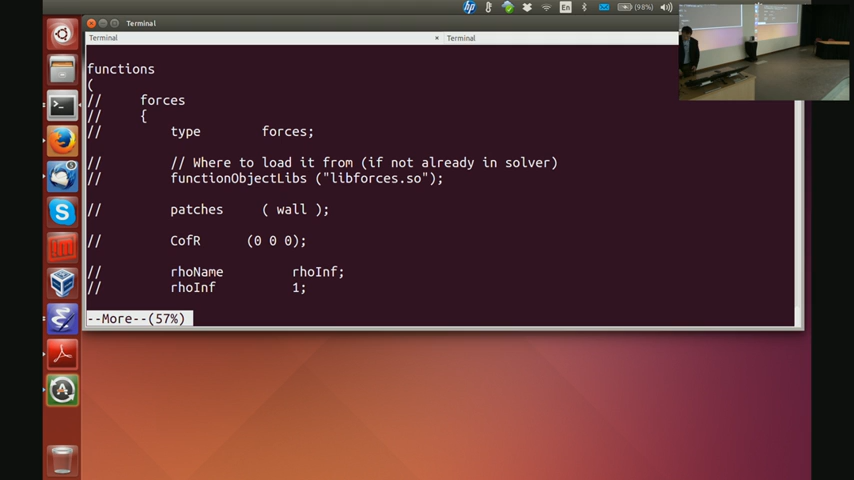 Terminal
(98%)
En
Terminal
Terminal
functions
(
// forces
// {
// type forces;
// // Where to load it from (if not already in solver)
// functionObjectLibs ("libforces.so");
// patches ( wall );
// CofR (0 0 0);
// rhoName rhoInf;
// rhoInf 1;
--More--(57%)